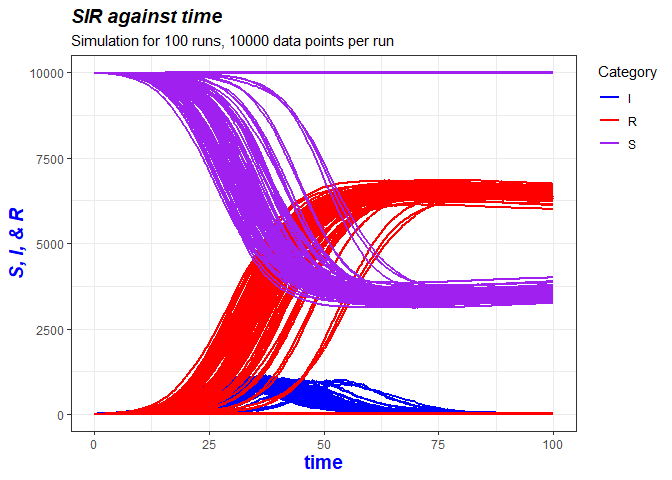 SIR against time
Simulation for 100 runs, 10000 data points per run
Category
I
R
S
S, I, & R
10000
7500
5000
2500
0
0
25
50
75
100
time